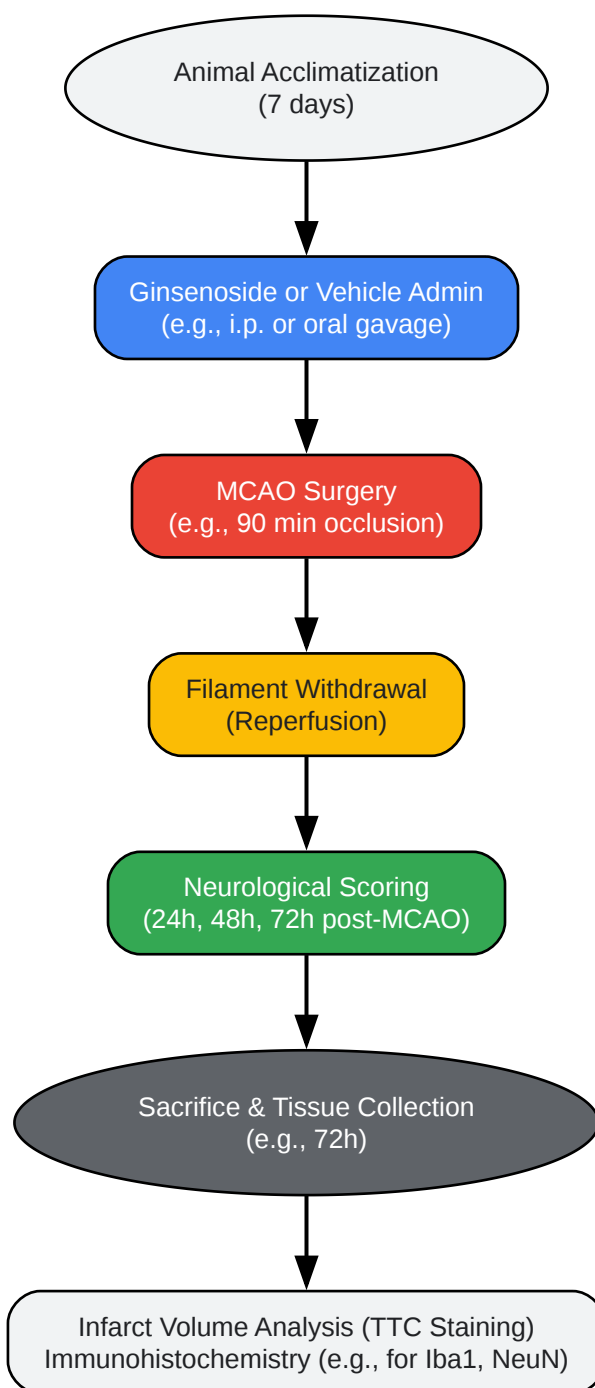 Animal Acclimatization
(7 days)
Ginsenoside or Vehicle Admin
(e.g., i.p. or oral gavage)
MCAO Surgery
(e.g., 90 min occlusion)
Filament Withdrawal
(Reperfusion)
Neurological Scoring
(24h, 48h, 72h post-MCAO)
Sacrifice & Tissue Collection
(e.g., 72h)
Infarct Volume Analysis (TTC Staining)
Immunohistochemistry (e.g., for Iba1, NeuN)